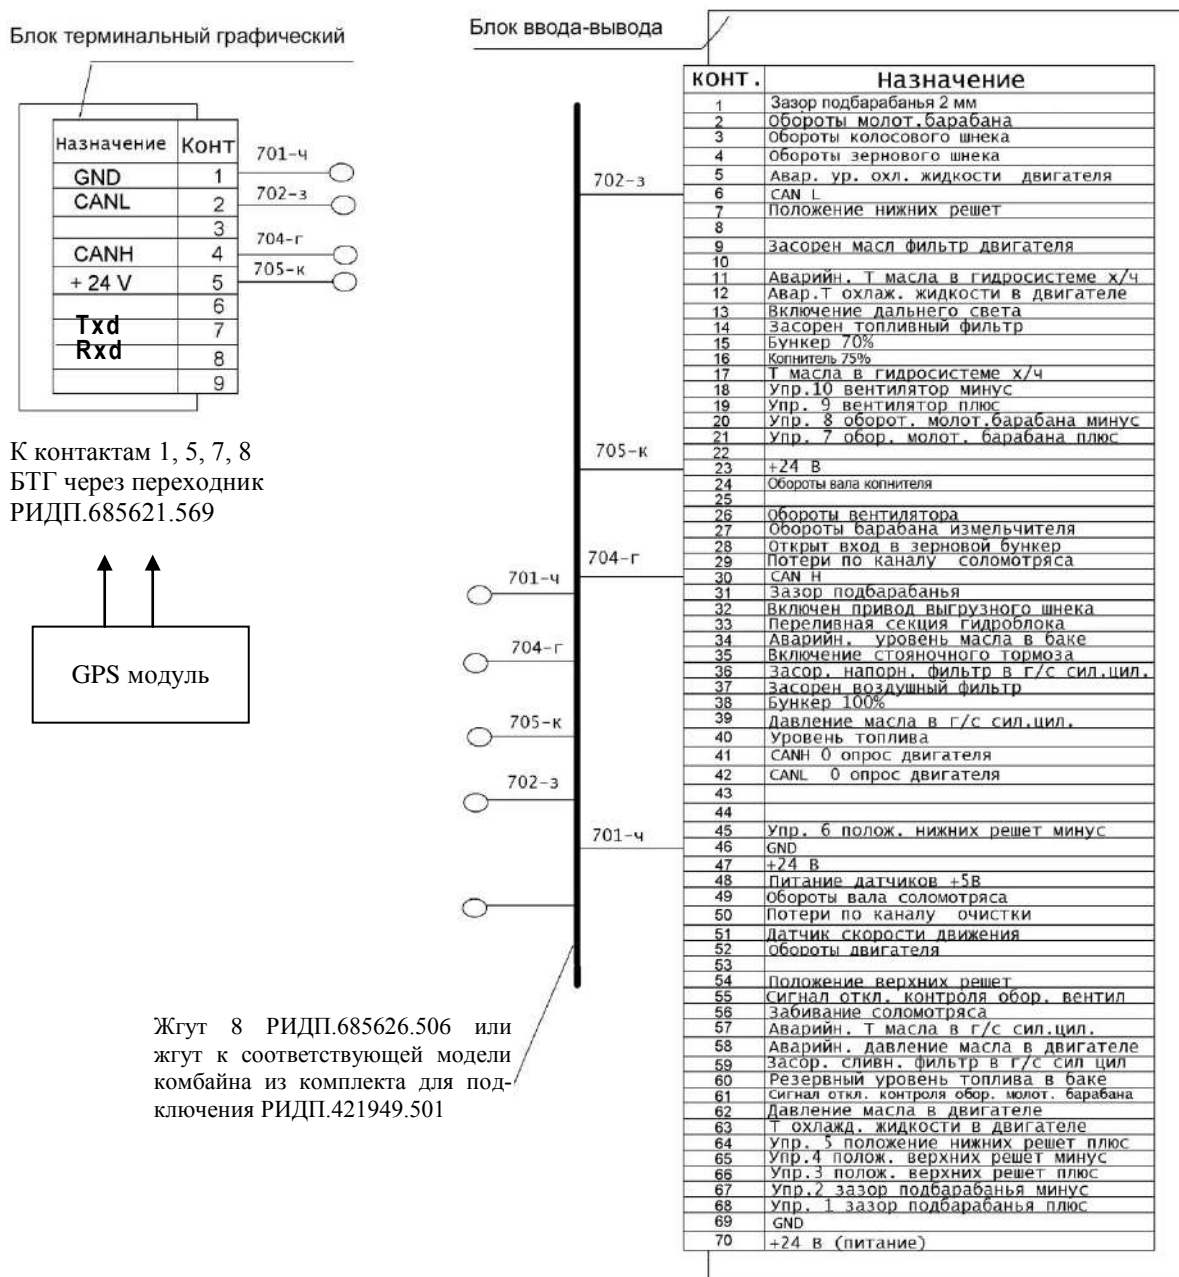 Блок терминальный графический
Назначение Конт
GND 1
CANL 2
3
CANH 4
+ 24 V 5
6
Txd 7
Rxd 8
9
701-ч
702-з
704-г
705-к
К контактам 1, 5, 7, 8
БТГ через переходник
РИДП.685621.569
GPS модуль
Блок ввода-вывода
702-з
705-к
704-г
701-ч
701-ч
704-г
705-к
702-з
Жгут 8 РИДП.685626.506 или
жгут к соответствующей модели
комбайна из комплекта для под-
ключения РИДП.421949.501
КОНТ. Назначение
1 Зазор подбарабанья 2 мм
2 Обороты молот.барабана
3 Обороты колосового шнека
4 Обороты зернового шнека
5 Авар. ур. охл. жидкости двигателя
6 CAN L
7 Положение нижних решет
8
9 Засорен масл фильтр двигателя
10
11 Аварийн. Т масла в гидросистеме х/ч
12 Авар.Т охлаж. жидкости в двигателе
13 Включение дальнего света
14 Засорен топливный фильтр
15 Бункер 70%
16 Копнитель 75%
17 Т масла в гидросистеме х/ч
18 Упр.10 вентилятор минус
19 Упр. 9 вентилятор плюс
20 Упр. 8 оборот. молот.барабана минус
21 Упр. 7 обор. молот. барабана плюс
22
23 +24 В
24 Обороты вала копнителя
25
26 Обороты вентилятора
27 Обороты барабана измельчителя
28 Открыт вход в зерновой бункер
29 Потери по каналу соломотряса
30 CAN H
31 Зазор подбарабанья
32 Включен привод выгрузного шнека
33 Переливная секция гидроблока
34 Аварийн. уровень масла в баке
35 Включение стояночного тормоза
36 Засор. напорн. фильтр в г/с сил.цил.
37 Засорен воздушный фильтр
38 Бункер 100%
39 Давление масла в г/с сил.цил.
40 Уровень топлива
41 CANH 0 опрос двигателя
42 CANL 0 опрос двигателя
43
44
45 Упр. 6 полож. нижних решет минус
46 GND
47 +24 В
48 Питание датчиков +5В
49 Обороты вала соломотряса
50 Потери по каналу очистки
51 Датчик скорости движения
52 Обороты двигателя
53
54 Положение верхних решет
55 Сигнал откл. контроля обор. вентил
56 Забивание соломотряса
57 Аварийн. Т масла в г/с сил.цил.
58 Аварийн. давление масла в двигателе
59 Засор. сливн. фильтр в г/с сил цил
60 Резервный уровень топлива в баке
61 Сигнал откл. контроля обор. молот. барабана
62 Давление масла в двигателе
63 Т охлажд. жидкости в двигателе
64 Упр. 5 положение нижних решет плюс
65 Упр.4 полож. верхних решет минус
66 Упр.3 полож. верхних решет плюс
67 Упр.2 зазор подбарабанья минус
68 Упр. 1 зазор подбарабанья плюс
69 GND
70 +24 В (питание)